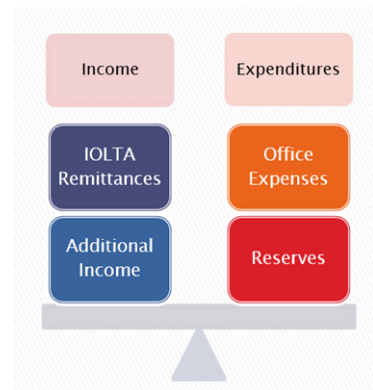 Income
Expenditures
IOLTA
Remittances
Office
Expenses
Additional
Income
Reserves